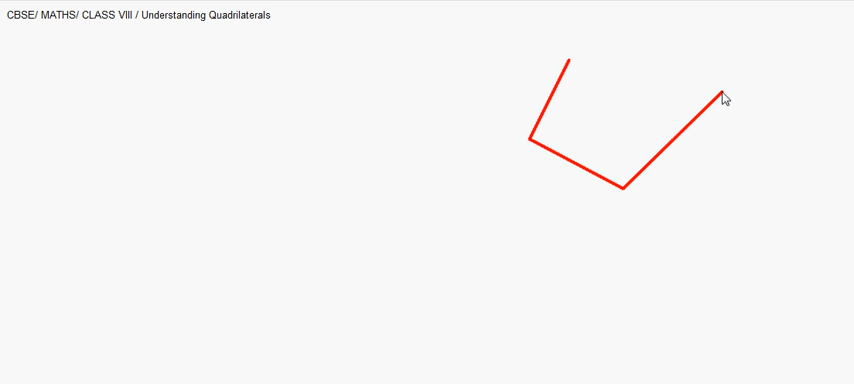 CBSE/ MATHS/ CLASS VIII / Understanding Quadrilaterals